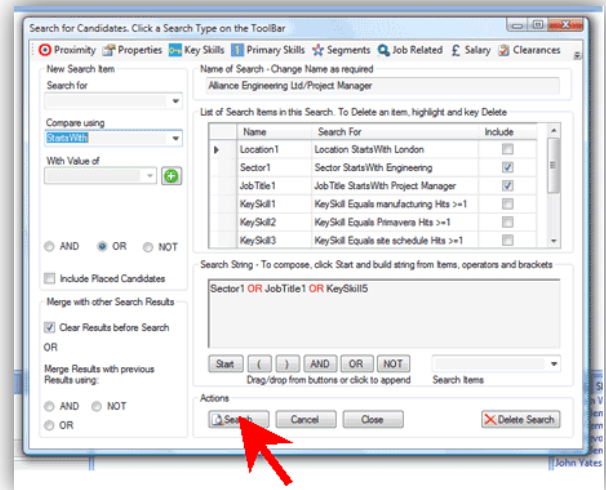 Search for Candidates. Click a Search Type on the ToolBar
Proximity Properties Key Skills Primary Skills Segments Job Related £ Salary Clearances
New Search Item
Search for
Compare using
StartsWith
With Value of
AND OR NOT
Include Placed Candidates
Merge with other Search Results
Clear Results before Search
OR
Merge Results with previous
Results using:
AND NOT
OR
Name of Search - Change Name as required
Alliance Engineering Ltd/Project Manager
List of Search Items in this Search. To Delete an item, highlight and key Delete
Name Search For Include
Location1 Location StartsWith London
Sector1 Sector StartsWith Engineering
JobTitle1 JobTitle StartsWith Project Manager
KeySkill1 KeySkill Equals manufacturing Hits >=1
KeySkill2 KeySkill Equals Primavera Hits >=1
KeySkill3 KeySkill Equals site schedule Hits >=1
Search String - To compose, click Start and build string from Items, operators and brackets
Sector1 OR JobTitle1 OR KeySkill5
Start ( ) AND OR NOT
Drag/drop from buttons or click to append Search Items
Actions
Search Cancel Close Delete Search
John Yates